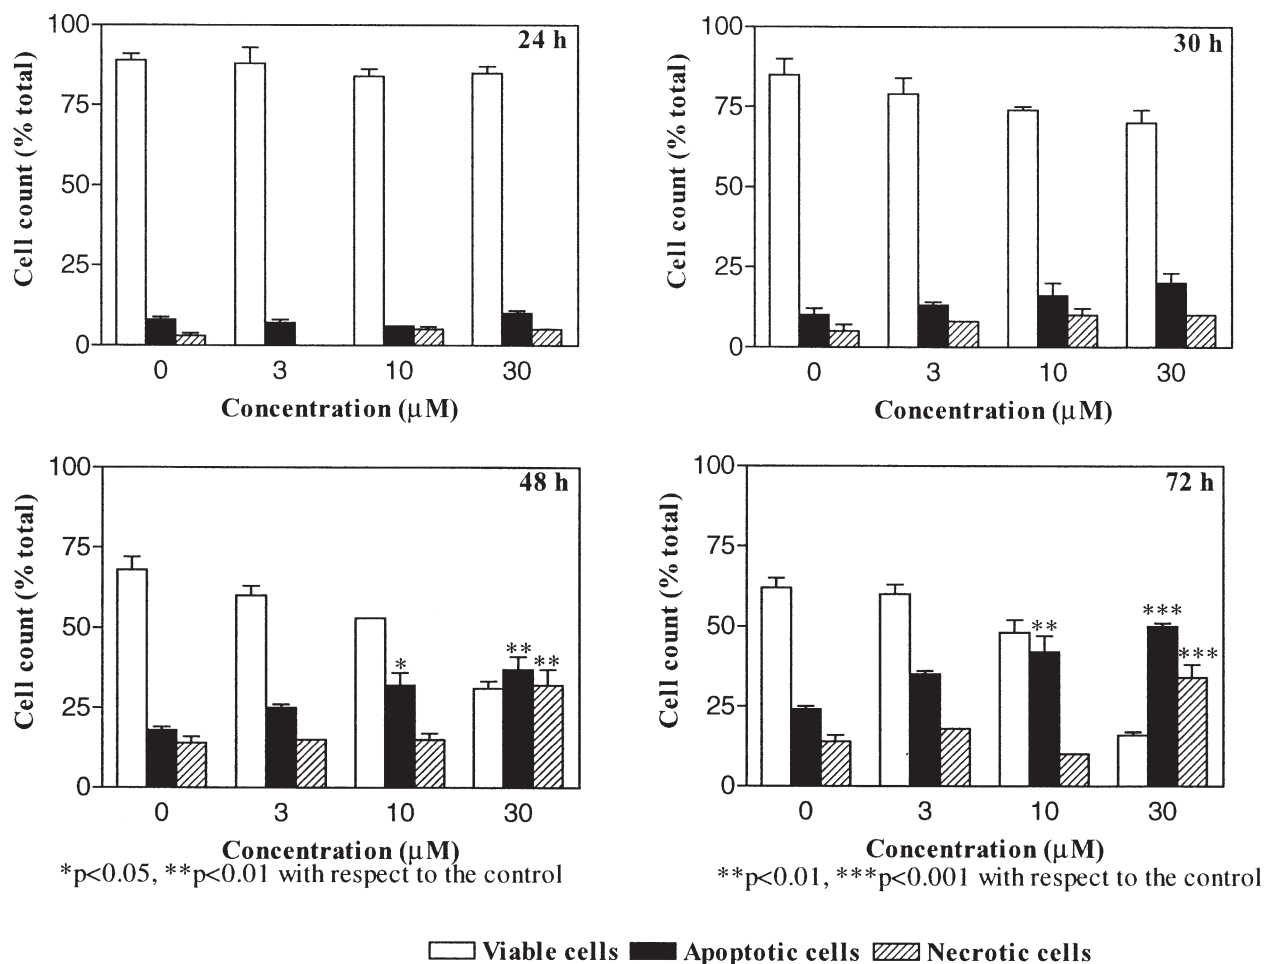 24 h
Cell count (% total)
100
75
50
25
0
0 3 10 30
Concentration (μM)
30 h
Cell count (% total)
100
75
50
25
0
0 3 10 30
Concentration (μM)
48 h
Cell count (% total)
100
75
50
25
0
*
**
**
0 3 10 30
Concentration (μM)
*p<0.05, **p<0.01 with respect to the control
72 h
Cell count (% total)
100
75
50
25
0
**
***
***
0 3 10 30
Concentration (μM)
**p<0.01, ***p<0.001 with respect to the control
Viable cells Apoptotic cells Necrotic cells